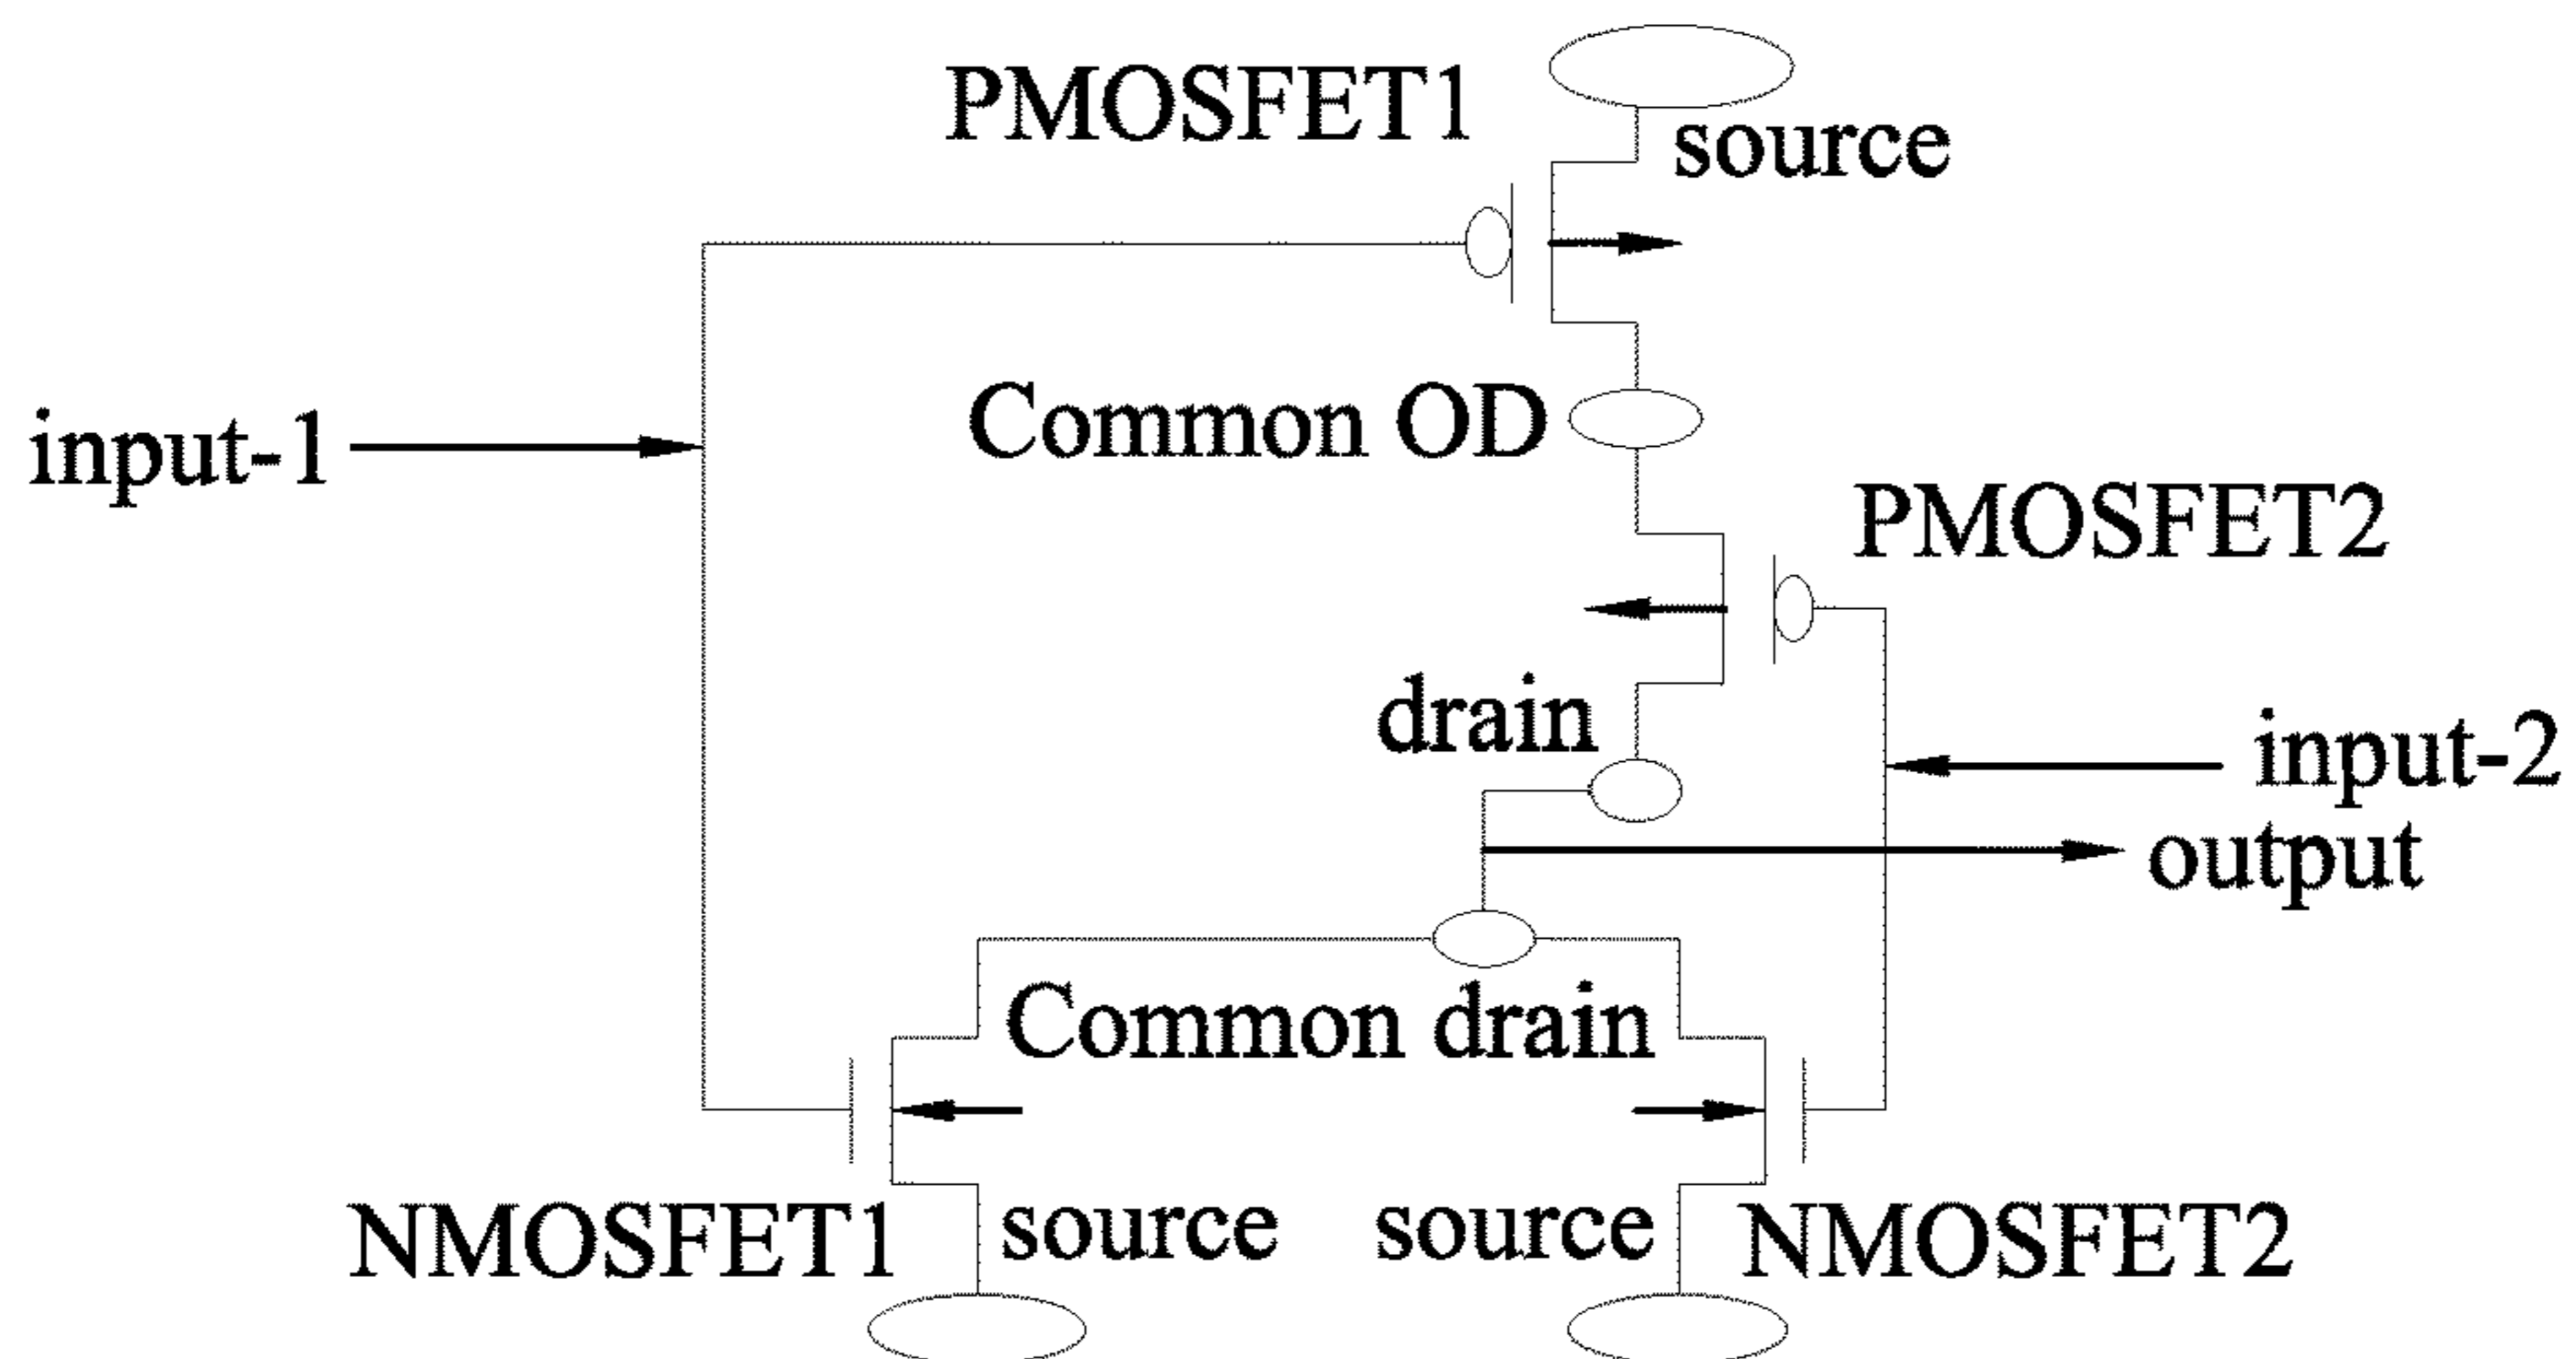 PMOSFET1
source
Common OD
input-1
PMOSFET2
drain
input-2
output
Common drain
NMOSFET1
source
source
NMOSFET2